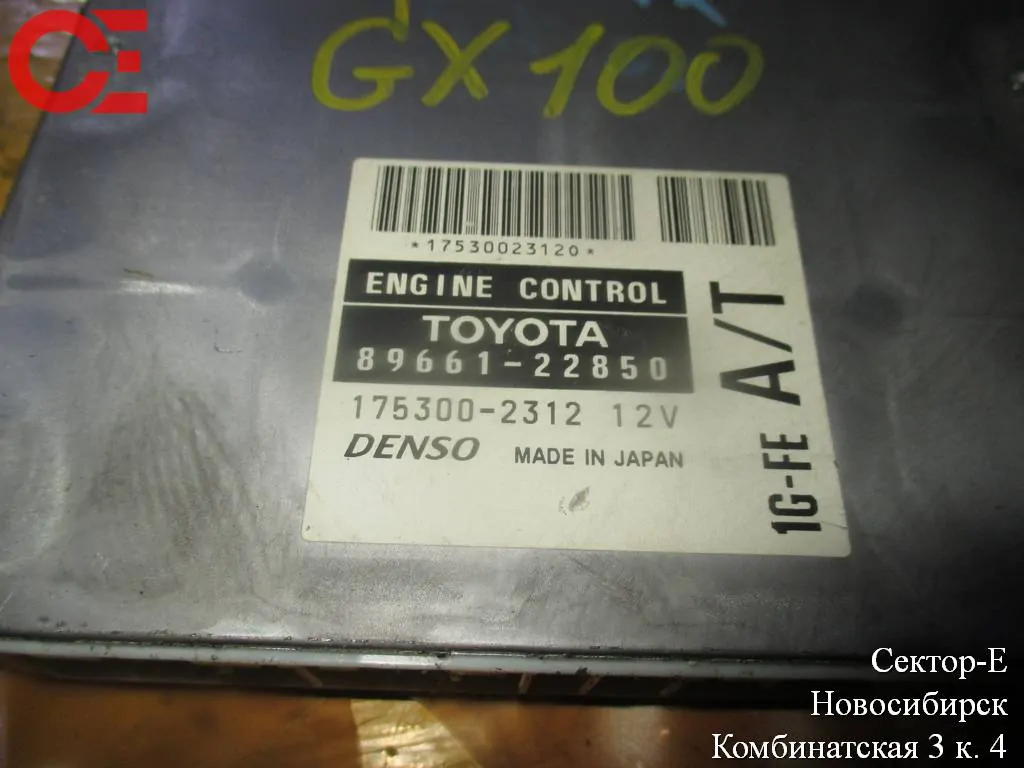 CE
GX100
*17530023120*
ENGINE CONTROL
TOYOTA
89661-22850
175300-2312 12V
DENSO MADE IN JAPAN
1G-FE A/T
Сектор-Е
Новосибирск
Комбинатская 3 к. 4